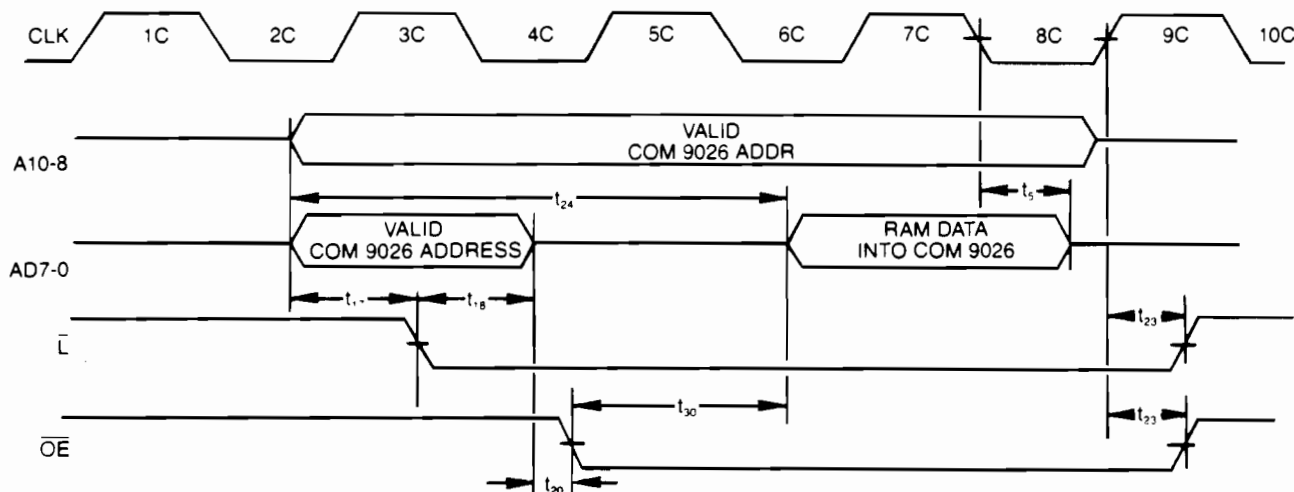 CLK 1C 2C 3C 4C 5C 6C 7C 8C 9C 10C
A10-8
VALID
COM 9026 ADDR
t24
t5
AD7-0
VALID
COM 9026 ADDRESS
RAM DATA
INTO COM 9026
t18
t23
L
t30
t23
OE
t20